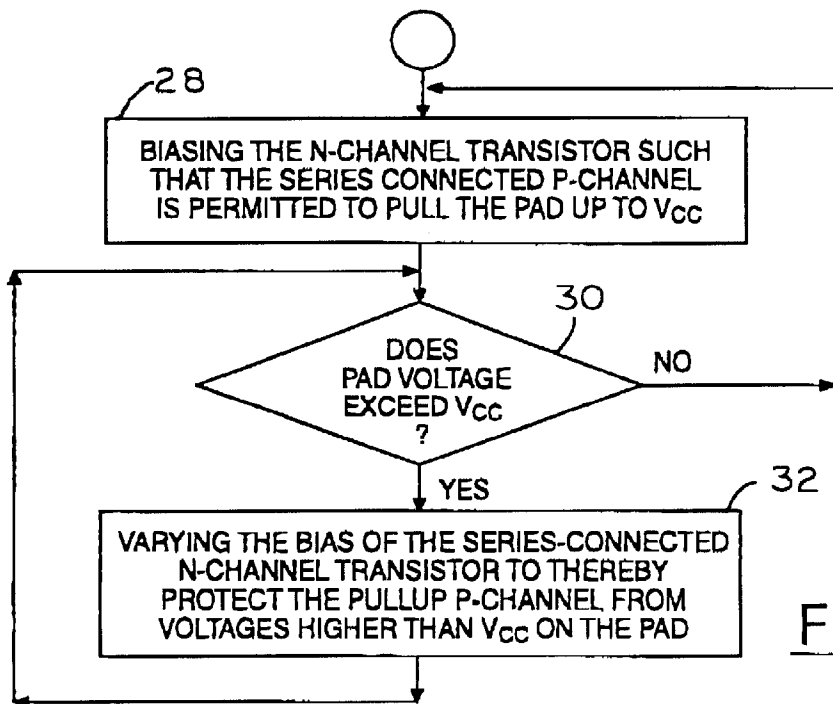 28
BIASING THE N-CHANNEL TRANSISTOR SUCH
THAT THE SERIES CONNECTED P-CHANNEL
IS PERMITTED TO PULL THE PAD UP TO VCC
30
DOES
PAD VOLTAGE
EXCEED VCC
?
NO
YES
32
VARYING THE BIAS OF THE SERIES-CONNECTED
N-CHANNEL TRANSISTOR TO THEREBY
PROTECT THE PULLUP P-CHANNEL FROM
VOLTAGES HIGHER THAN VCC ON THE PAD
F